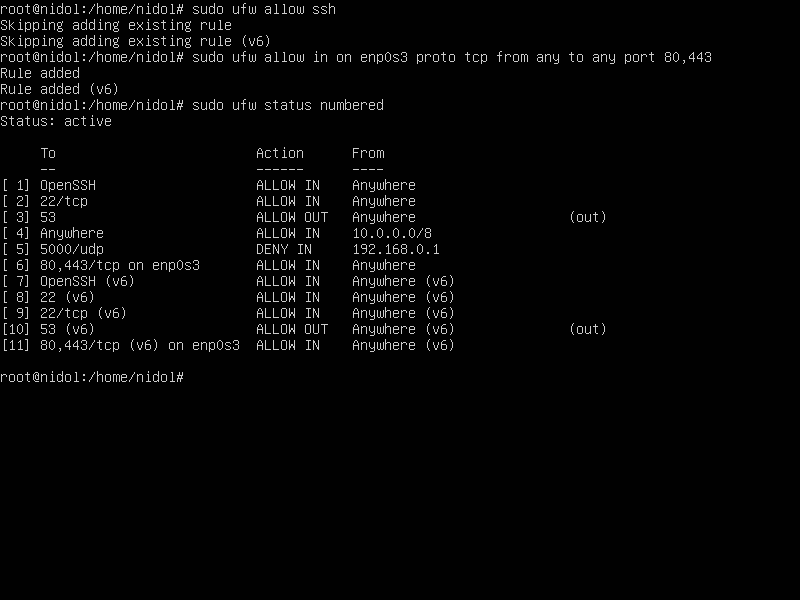 root@nidol:/home/nidol# sudo ufw allow ssh
Skipping adding existing rule
Skipping adding existing rule (v6)
root@nidol:/home/nidol# sudo ufw allow in on enp0s3 proto tcp from any to any port 80,443
Rule added
Rule added (v6)
root@nidol:/home/nidol# sudo ufw status numbered
Status: active
     To                         Action      From
     --                         ------      ----
[ 1] OpenSSH                    ALLOW IN    Anywhere
[ 2] 22/tcp                     ALLOW IN    Anywhere
[ 3] 53                         ALLOW OUT   Anywhere                   (out)
[ 4] Anywhere                   ALLOW IN    10.0.0.0/8
[ 5] 5000/udp                   DENY IN     192.168.0.1
[ 6] 80,443/tcp on enp0s3       ALLOW IN    Anywhere
[ 7] OpenSSH (v6)               ALLOW IN    Anywhere (v6)
[ 8] 22 (v6)                    ALLOW IN    Anywhere (v6)
[ 9] 22/tcp (v6)                ALLOW IN    Anywhere (v6)
[10] 53 (v6)                    ALLOW OUT   Anywhere (v6)              (out)
[11] 80,443/tcp (v6) on enp0s3  ALLOW IN    Anywhere (v6)
root@nidol:/home/nidol#